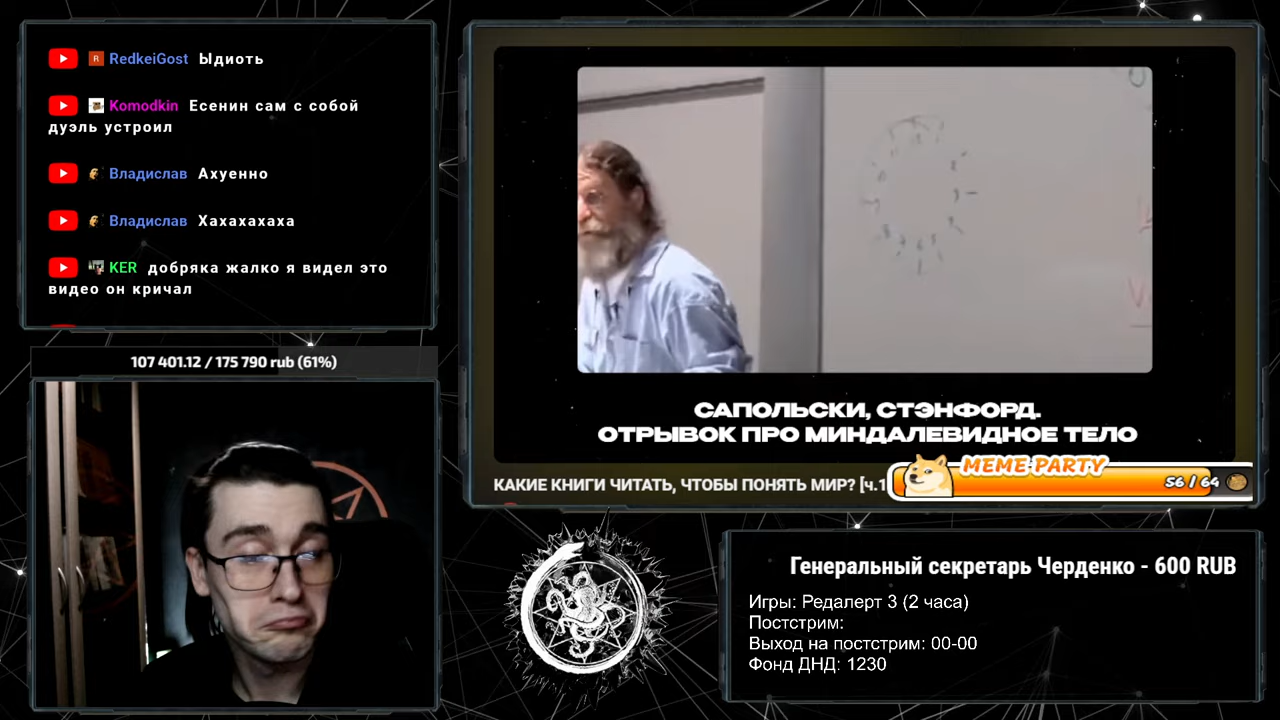 RedkeiGost Ыдиоть
Komodkin Есенин сам с собой
дуэль устроил
Владислав Ахуенно
Владислав Хахахахаха
KER добряка жалко я видел это
видео он кричал
107 401.12 / 175 790 rub (61%)
САПОЛЬСКИ, СТЭНФОРД.
ОТРЫВОК ПРО МИНДАЛЕВИДНОЕ ТЕЛО
КАКИЕ КНИГИ ЧИТАТЬ, ЧТОБЫ ПОНЯТЬ МИР? [ч.1
MEME PARTY
56 / 64
Генеральный секретарь Черденко - 600 RUB
Игры: Редалерт 3 (2 часа)
Постстрим:
Выход на постстрим: 00-00
Фонд ДНД: 1230